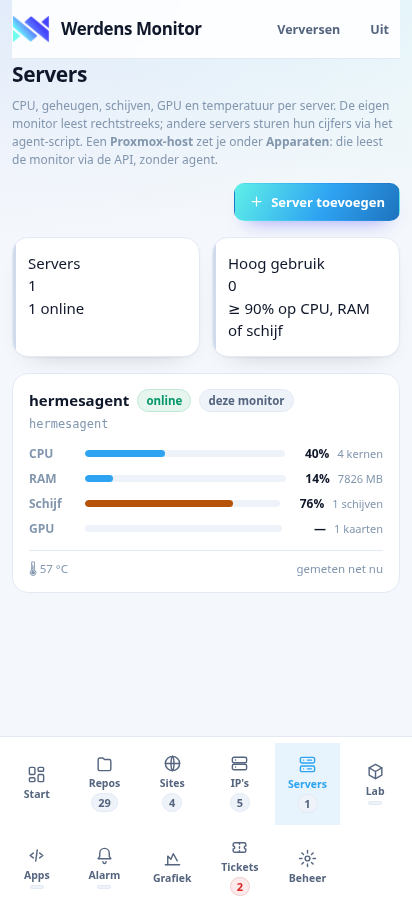 Werdens Monitor Verversen Uit
Servers
CPU, geheugen, schijven, GPU en temperatuur per server. De eigen
monitor leest rechtstreeks; andere servers sturen hun cijfers via het
agent-script. Een Proxmox-host zet je onder Apparaten: die leest
de monitor via de API, zonder agent.
+ Server toevoegen
Servers
1
1 online
Hoog gebruik
0
≥ 90% op CPU, RAM
of schijf
hermesagent online deze monitor
hermesagent
CPU 40% 4 kernen
RAM 14% 7826 MB
Schijf 76% 1 schijven
GPU — 1 kaarten
57 °C gemeten net nu
Start
Repos
29
Sites
4
IP's
5
Servers
1
Lab
Apps
Alarm
Grafiek
Tickets
2
Beheer